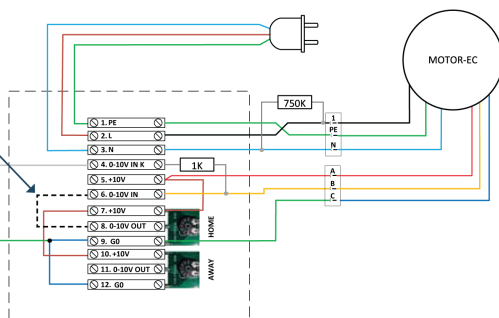 MOTOR-EC
750K
1
PE
N
1. PE
2. L
3. N
4. 0-10V IN K
1K
5. +10V
6. 0-10V IN
7. +10V
8. 0-10V OUT
9. G0
10. +10V
11. 0-10V OUT
12. G0
A
B
C
HOME
AWAY